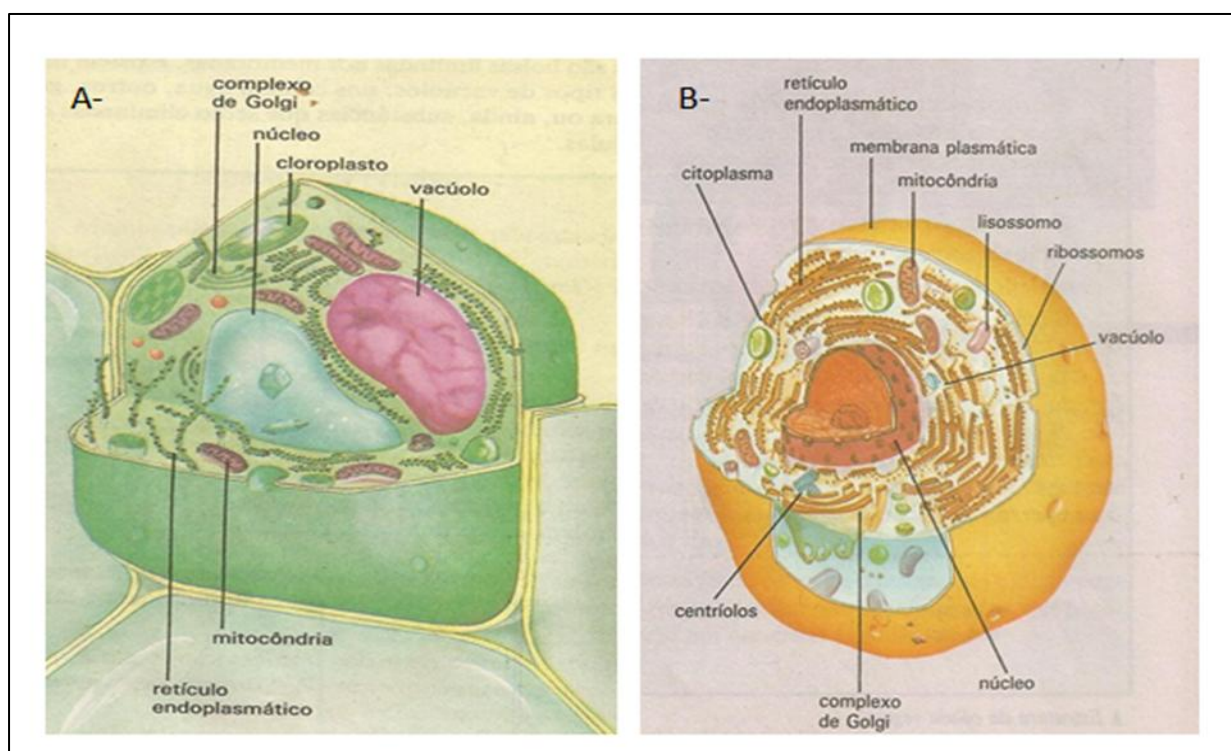 A-
complexo
de Golgi
núcleo
cloroplasto
vacúolo
mitocôndria
retículo
endoplasmático
B-
retículo
endoplasmático
membrana plasmática
citoplasma
mitocôndria
lisossomo
ribossomos
vacúolo
centríolos
núcleo
complexo
de Golgi